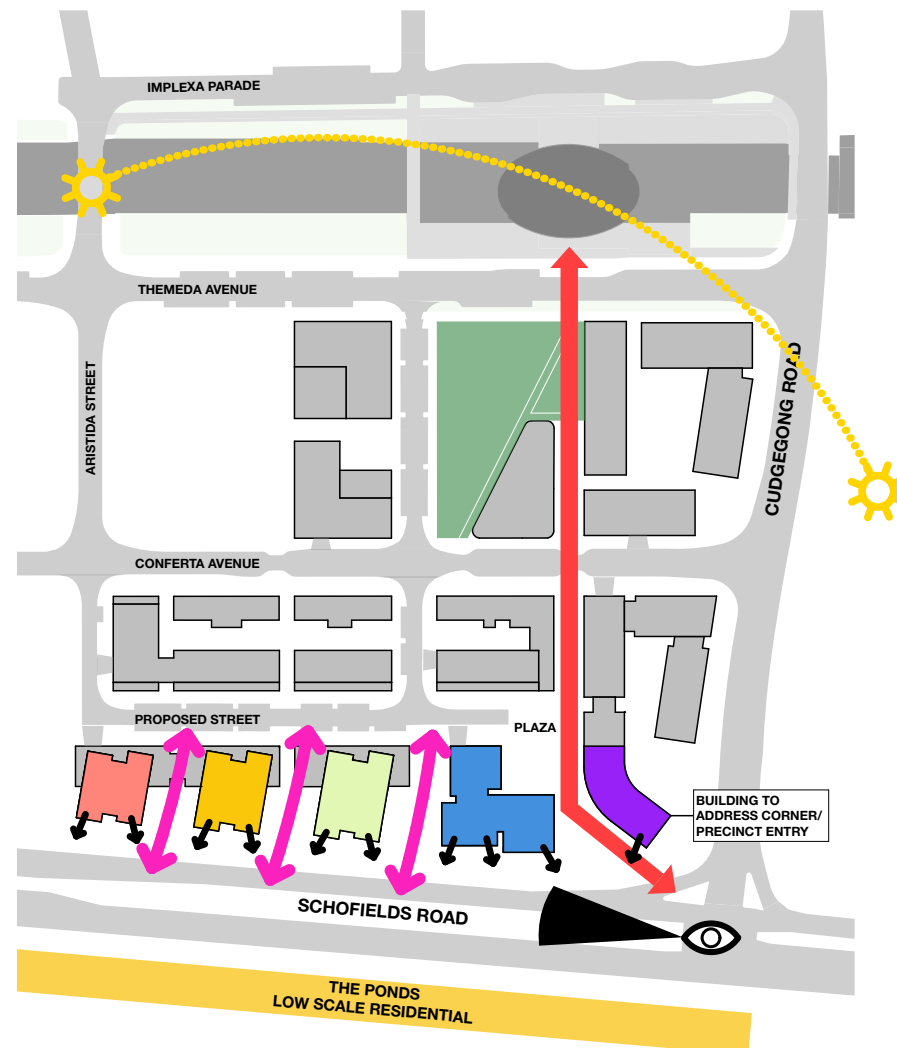 IMPLEXA PARADE
THEMEDA AVENUE
ARISTIDA STREET
CUDGEGONG ROAD
CONFERTA AVENUE
PROPOSED STREET
PLAZA
BUILDING TO
ADDRESS CORNER/
PRECINCT ENTRY
SCHOFIELDS ROAD
THE PONDS
LOW SCALE RESIDENTIAL